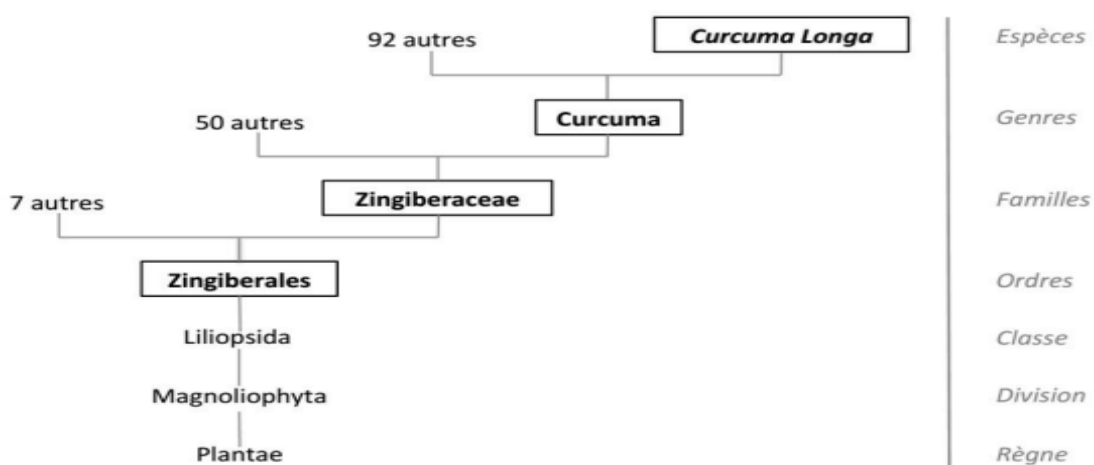 92 autres Curcuma Longa Espèces
50 autres Curcuma Genres
7 autres Zingiberaceae Familles
Zingiberales Ordres
Liliopsida Classe
Magnoliophyta Division
Plantae Règne